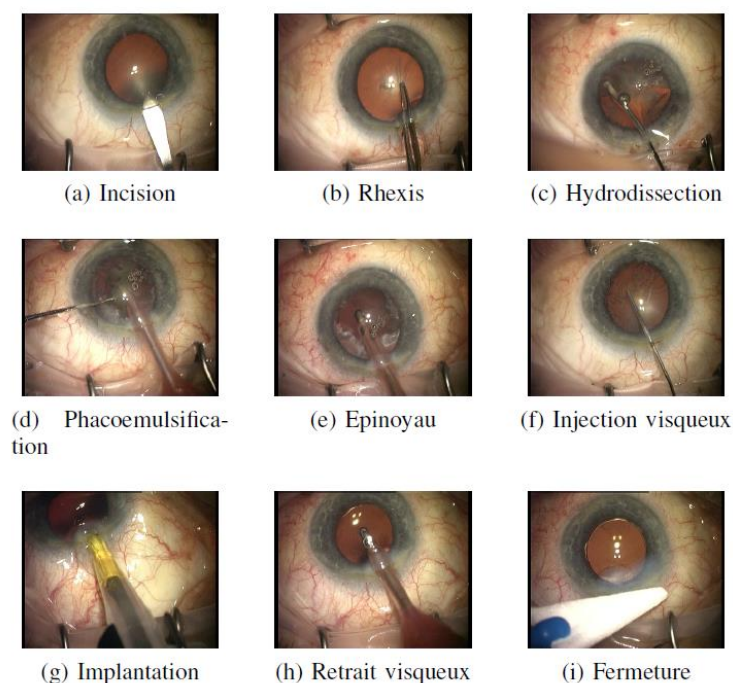 (a) Incision
(b) Rhexis
(c) Hydrodissection
(d) Phacoemulsifica-
tion
(e) Epinoyau
(f) Injection visqueux
(g) Implantation
(h) Retrait visqueux
(i) Fermeture